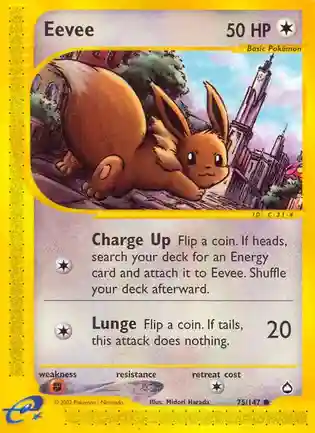 Eevee 50 HP
Basic Pokémon
ID C-31-#
Charge Up Flip a coin. If heads,
search your deck for an Energy
card and attach it to Eevee. Shuffle
your deck afterward.
Lunge Flip a coin. If tails, 20
this attack does nothing.
weakness resistance retreat cost
Illus. Midori Harada
75/147